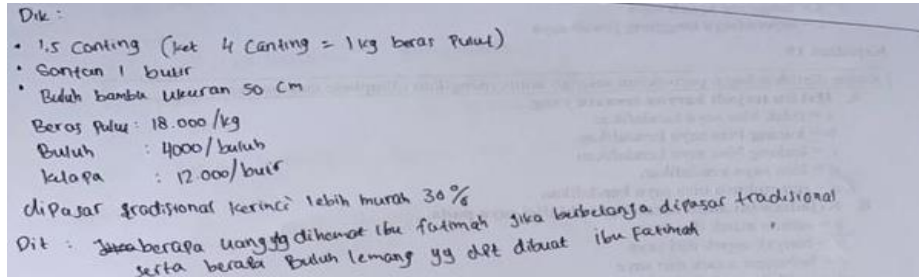 Dik :
• 1,5 Canting (ket 4 Canting = 1 kg beras Pulut)
• Santan 1 butir
• Buluh bambu ukuran 50 cm
Beras Pulut : 18.000/kg
Buluh : 4000/buluh
kelapa : 12.000/butir
dipasar tradisional kerinci lebih murah 30%
Dit : berapa uang yg dihemat ibu fatimah jika berbelanja dipasar tradisional
serta berapa Buluh lemang yg dpt dibuat ibu Fatimah